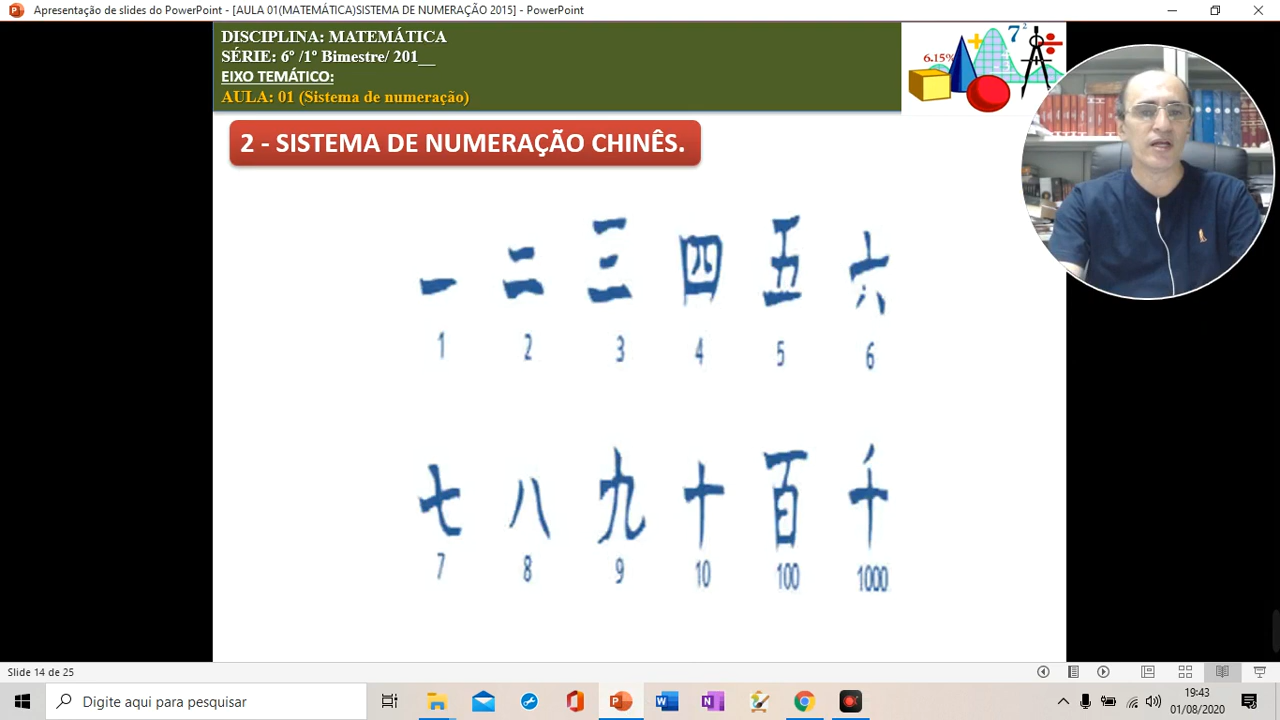 Apresentação de slides do PowerPoint - [AULA 01(MATEMÁTICA)SISTEMA DE NUMERAÇÃO 2015] - PowerPoint
DISCIPLINA: MATEMÁTICA
SÉRIE: 6º /1º Bimestre/ 201__
EIXO TEMÁTICO:
AULA: 01 (Sistema de numeração)
6.15%
7²
2 - SISTEMA DE NUMERAÇÃO CHINÊS.
一 二 三 四 五 六
1 2 3 4 5 6
七 八 九 十 百 千
7 8 9 10 100 1000
Slide 14 de 25
Digite aqui para pesquisar
19:43
01/08/2020